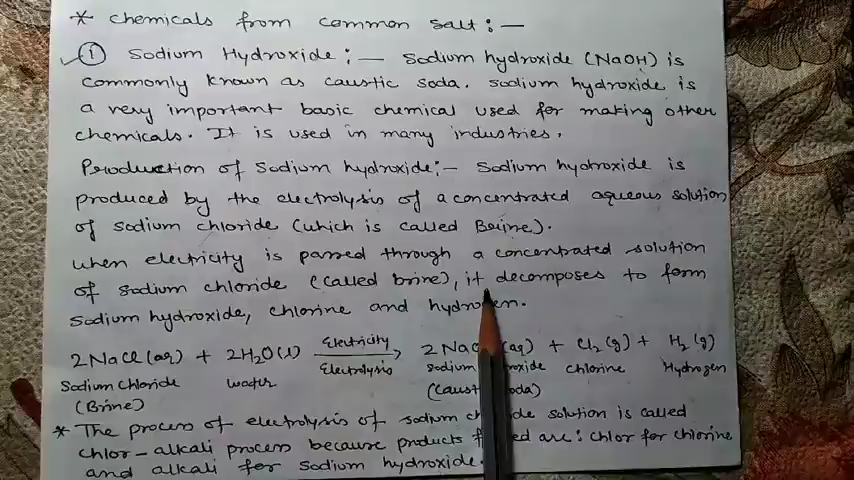 * Chemicals from common salt : —
(i) Sodium Hydroxide : — Sodium hydroxide (NaOH) is
commonly known as caustic soda. Sodium hydroxide is
a very important basic chemical used for making other
chemicals. It is used in many industries.
Production of Sodium hydroxide :— Sodium hydroxide is
produced by the electrolysis of a concentrated aqueous solution
of sodium chloride (which is called Brine).
When electricity is passed through a concentrated solution
of sodium chloride (called brine), it decomposes to form
sodium hydroxide, chlorine and hydrogen.
2NaCl(aq) + 2H₂O(l) Electricity → Electrolysis 2 (aq) + Cl₂(g) + H₂(g)
Sodium Chloride water sodium chlorine Hydrogen
(Brine)
* The process of electrolysis of sodium solution is called
chlor-alkali process because products are : chlor for chlorine
and alkali for sodium hydroxide.